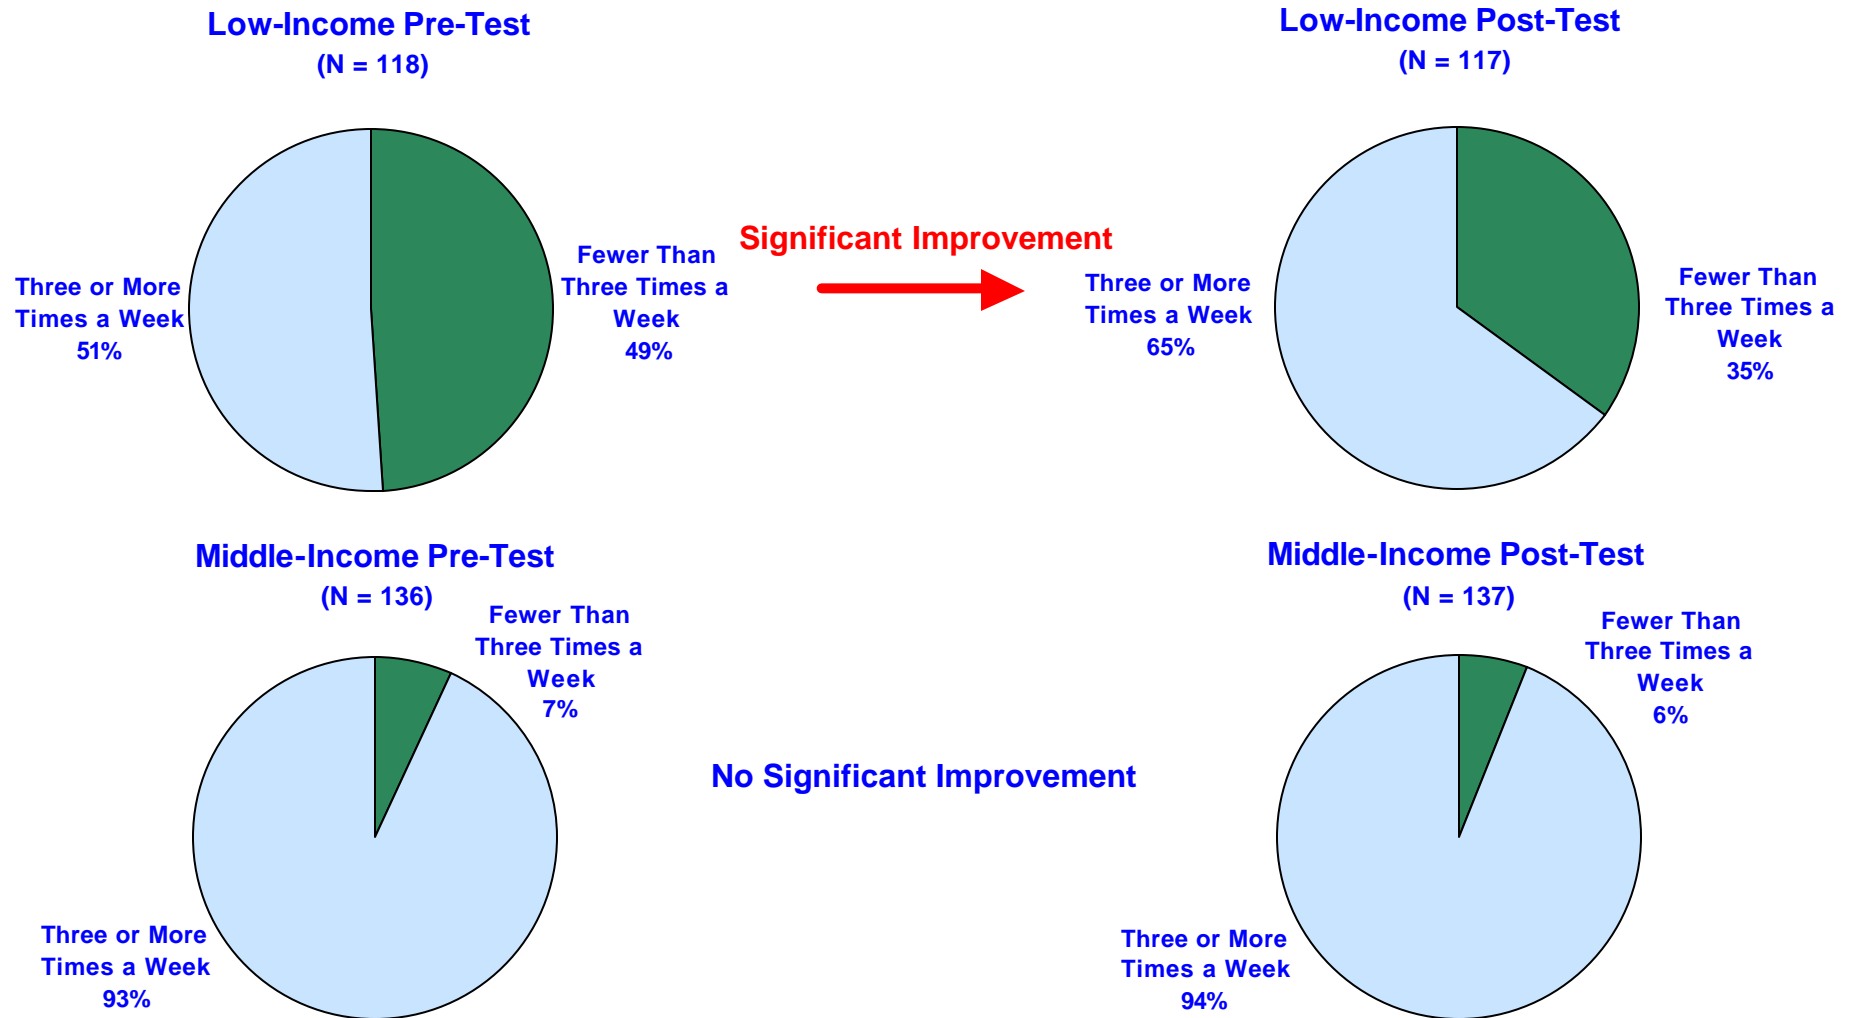 Low-Income Pre-Test
(N = 118)
Three or More
Times a Week
51%
Fewer Than
Three Times a
Week
49%
Significant Improvement
Low-Income Post-Test
(N = 117)
Three or More
Times a Week
65%
Fewer Than
Three Times a
Week
35%
Middle-Income Pre-Test
(N = 136)
Fewer Than
Three Times a
Week
7%
Three or More
Times a Week
93%
No Significant Improvement
Middle-Income Post-Test
(N = 137)
Fewer Than
Three Times a
Week
6%
Three or More
Times a Week
94%